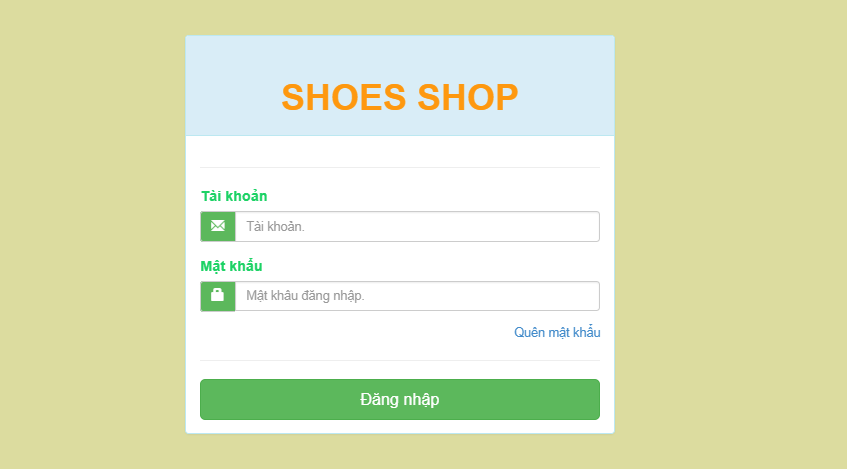 SHOES SHOP
Tài khoản
Tài khoản.
Mật khẩu
Mật khẩu đăng nhập.
Quên mật khẩu
Đăng nhập